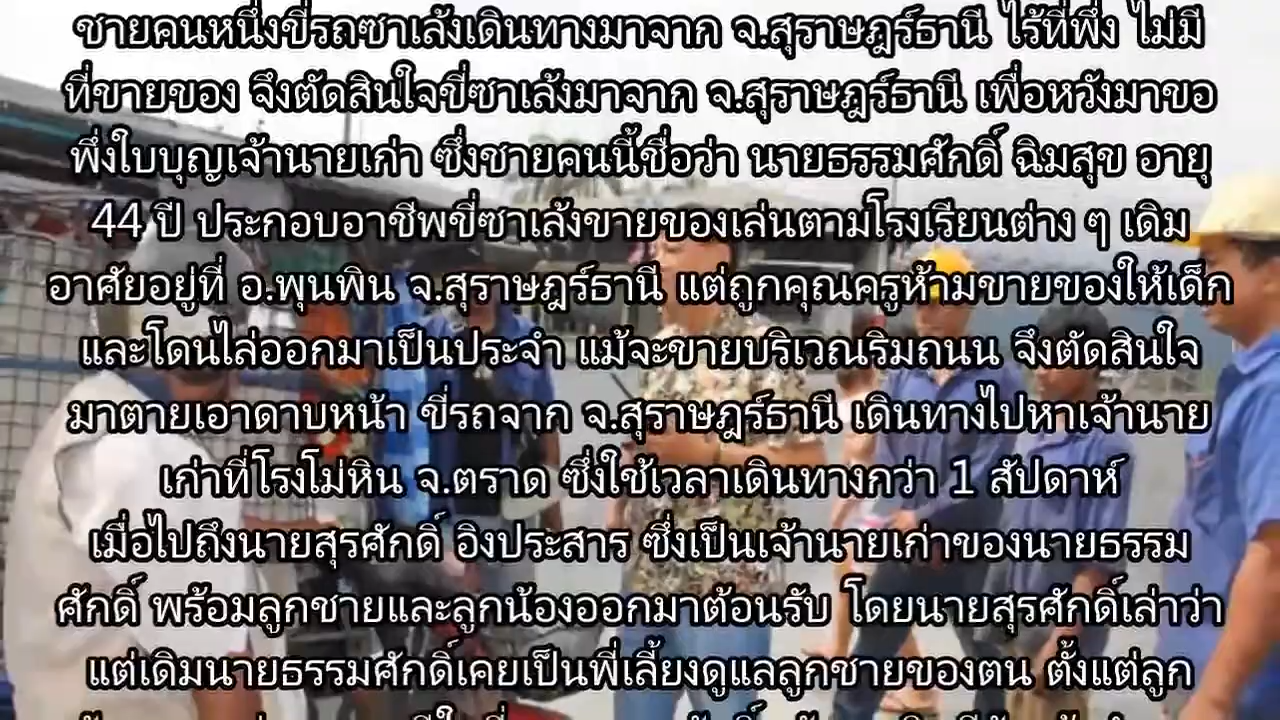 ชายคนหนึ่งขี่รถซาเล้งเดินทางมาจาก จ.สุราษฎร์ธานี ไร้ที่พึ่ง ไม่มี
ที่ขายของ จึงตัดสินใจขี่ซาเล้งมาจาก จ.สุราษฎร์ธานี เพื่อหวังมาขอ
พึ่งใบบุญเจ้านายเก่า ซึ่งชายคนนี้ชื่อว่า นายธรรมศักดิ์ ฉิมสุข อายุ
44 ปี ประกอบอาชีพขี่ซาเล้งขายของเล่นตามโรงเรียนต่าง ๆ เดิม
อาศัยอยู่ที่ อ.พุนพิน จ.สุราษฎร์ธานี แต่ถูกคุณครูห้ามขายของให้เด็ก
และโดนไล่ออกมาเป็นประจำ แม้จะขายบริเวณริมถนน จึงตัดสินใจ
มาตายเอาดาบหน้า ขี่รถจาก จ.สุราษฎร์ธานี เดินทางไปหาเจ้านาย
เก่าที่โรงโม่หิน จ.ตราด ซึ่งใช้เวลาเดินทางกว่า 1 สัปดาห์
เมื่อไปถึงนายสุรศักดิ์ อิงประสาร ซึ่งเป็นเจ้านายเก่าของนายธรรม
ศักดิ์ พร้อมลูกชายและลูกน้องออกมาต้อนรับ โดยนายสุรศักดิ์เล่าว่า
แต่เดิมนายธรรมศักดิ์เคยเป็นพี่เลี้ยงดูแลลูกชายของตน ตั้งแต่ลูก